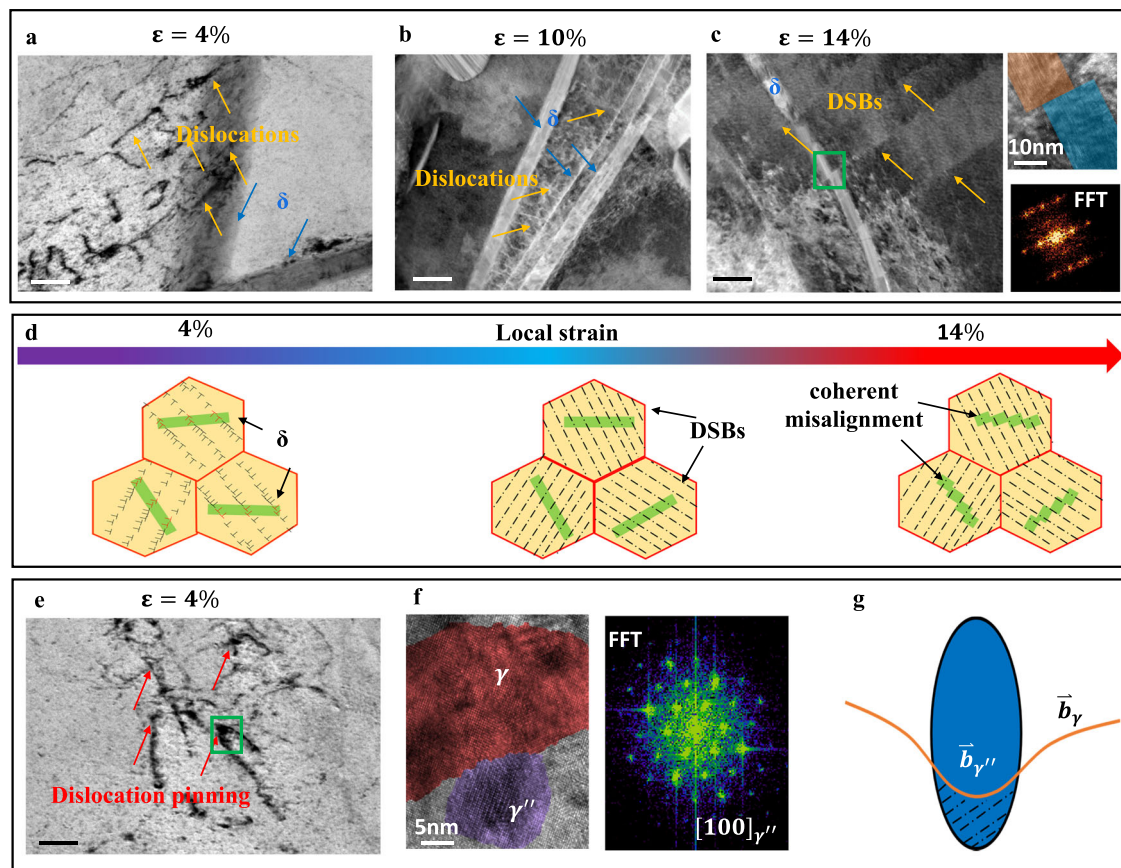 a
ε = 4%
Dislocations
δ
b
ε = 10%
δ
Dislocations
c
ε = 14%
δ
DSBs
10nm
FFT
d
4%
Local strain
14%
δ
DSBs
coherent
misalignment
e
ε = 4%
Dislocation pinning
f
γ
γ′′
5nm
FFT
[100]γ′′
g
b⃗γ
b⃗γ′′